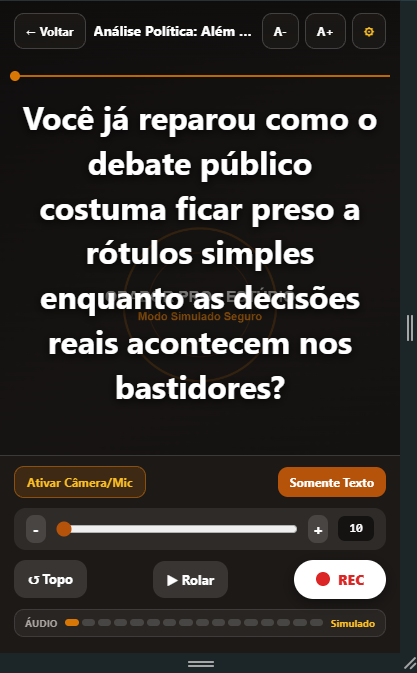 ← Voltar Análise Política: Além ... A- A+
Você já reparou como o
debate público
costuma ficar preso a
rótulos simples
enquanto as decisões
reais acontecem nos
bastidores?
Modo Simulado Seguro
Ativar Câmera/Mic Somente Texto
- + 10
↺ Topo ▶ Rolar REC
ÁUDIO Simulado